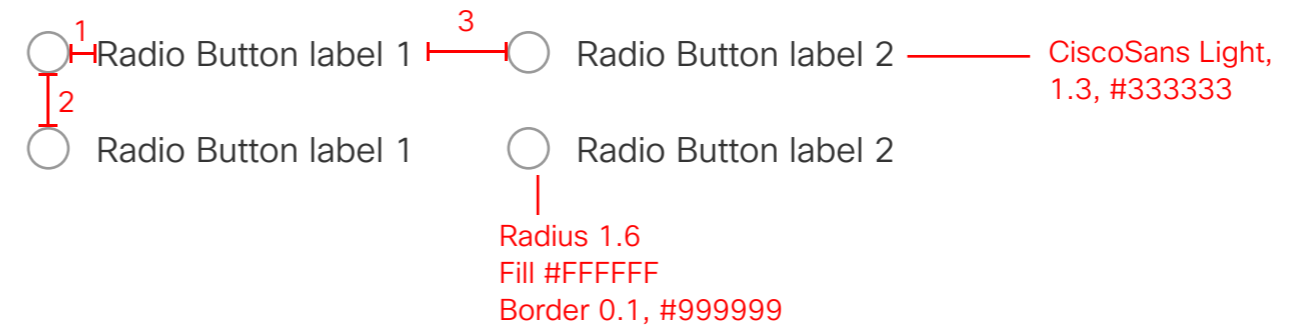 1
3
Radio Button label 1
Radio Button label 2
CiscoSans Light,
1.3, #333333
2
Radio Button label 1
Radio Button label 2
Radius 1.6
Fill #FFFFFF
Border 0.1, #999999